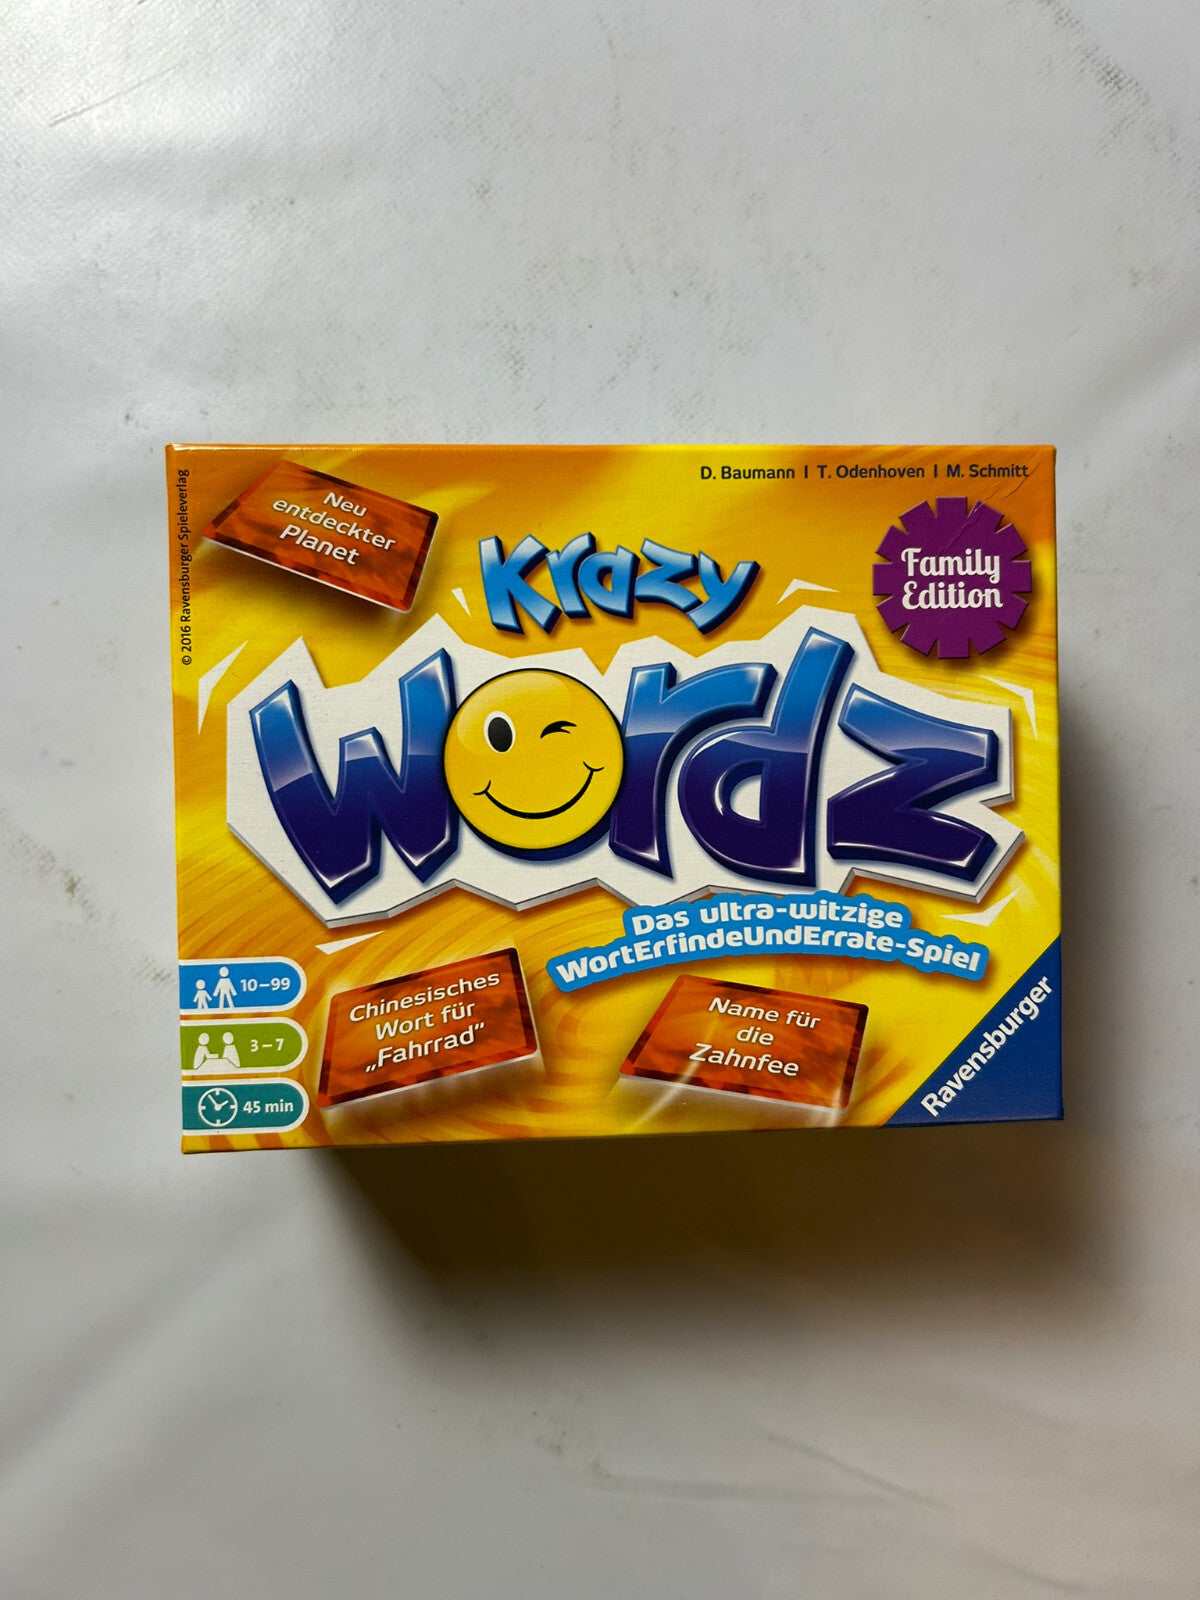 D. Baumann | T. Odenhoven | M. Schmitt
© 2016 Ravensburger Spieleverlag
Neu
entdeckter
Planet
Krazy
Wordz
Family
Edition
Das ultra-witzige
WortErfindeUndErrate-Spiel
10–99
3–7
45 min
Chinesisches
Wort für
„Fahrrad“
Name für
die
Zahnfee
Ravensburger